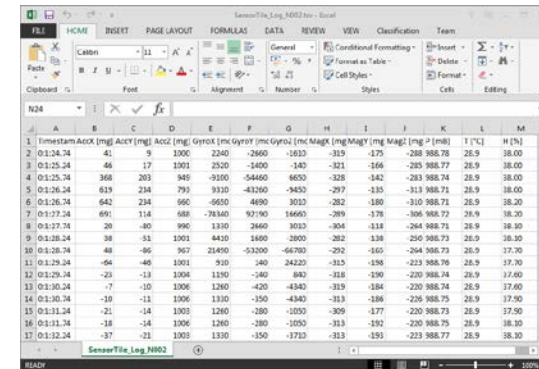 SensorTile_Log_N002.tsv - Excel
FILE HOME INSERT PAGE LAYOUT FORMULAS DATA REVIEW VIEW Classification Team
Paste
Calibri 11
B I U
General
Conditional Formatting
Format as Table
Cell Styles
Insert
Delete
Format
Clipboard Font Alignment Number Styles Cells Editing
N24 fx
A B C D E F G H I J K L M
1 Timestam AccX [mg] AccY [mg] AccZ [mg] GyroX [mc GyroY [mc GyroZ [mc MagX [mg] MagY [mg MagZ [mg P [mB] T [°C] H [%]
2 0:1:24.74 41 9 1000 2240 -2660 -1610 -319 -175 -288 988.78 28.9 38.00
3 0:1:25.24 46 17 1001 2520 -1400 -140 -321 -166 -295 988.76 28.9 38.00
4 0:1:25.24 368 203 949 -9100 -54460 6650 -328 -142 -283 988.74 28.9 38.00
5 0:1:26.24 619 234 793 9310 -43260 -9450 -297 -135 -313 988.71 28.9 38.00
6 0:1:26.74 642 234 660 -6650 4690 3010 -282 -180 -310 988.71 28.9 38.20
7 0:1:27.24 691 114 688 -78340 92190 16660 -289 -178 -306 988.72 28.9 38.20
8 0:1:27.74 20 -80 990 1330 2660 3010 -304 -118 -264 988.71 28.9 38.10
9 0:1:28.24 38 -51 1001 4410 1680 -2800 -282 -138 -250 988.73 28.9 38.10
10 0:1:28.74 48 -86 967 21490 -53200 -66780 -292 -165 -264 988.73 28.9 37.70
11 0:1:29.24 -64 -46 1001 910 140 24220 -315 -198 -223 988.76 28.9 37.70
12 0:1:29.74 -23 -13 1004 1190 -140 840 -318 -190 -220 988.74 28.9 37.60
13 0:1:30.24 -7 -10 1006 1260 -420 -4340 -319 -184 -220 988.74 28.9 37.60
14 0:1:30.74 -10 -11 1006 1330 -350 -4340 -313 -186 -226 988.75 28.9 37.90
15 0:1:31.24 -21 -14 1003 1260 -280 -1050 -309 -177 -220 988.73 28.9 37.90
16 0:1:31.74 -18 -14 1006 1260 -280 -1050 -313 -192 -220 988.75 28.9 38.10
17 0:1:32.24 -37 -21 1003 1330 -350 -3710 -313 -193 -223 988.77 28.9 38.10
SensorTile_Log_N002
READY 100%